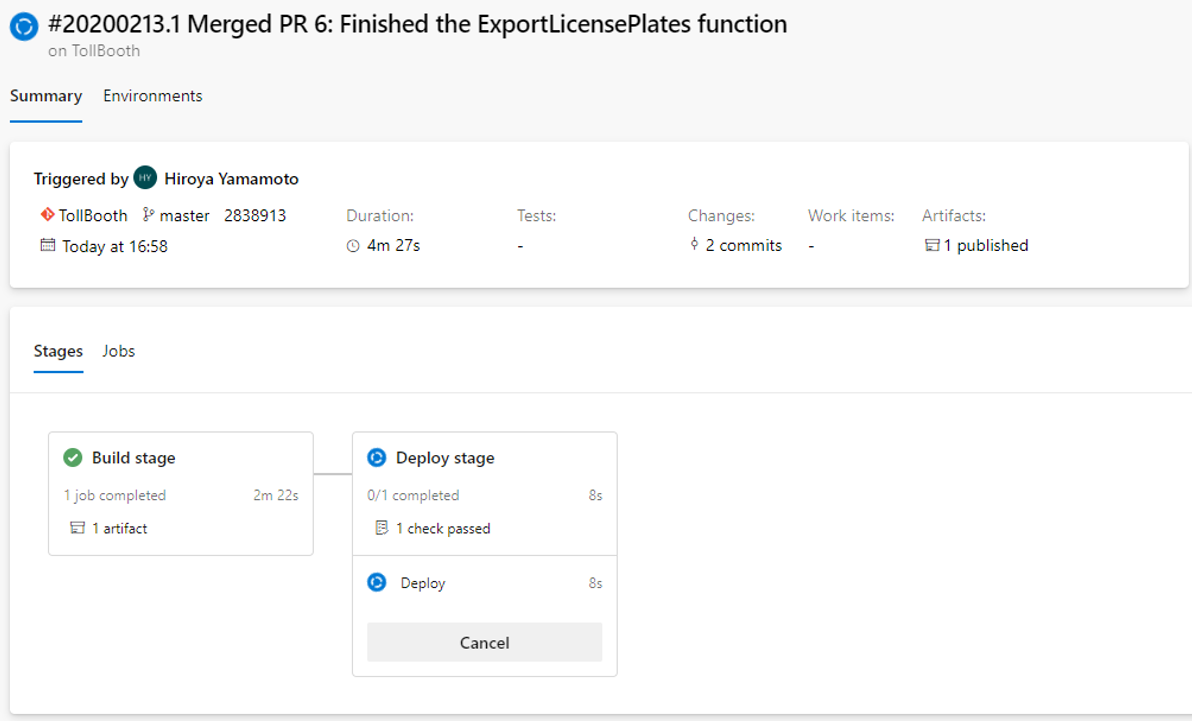 #20200213.1 Merged PR 6: Finished the ExportLicensePlates function
on TollBooth
Summary Environments
Triggered by HY Hiroya Yamamoto
TollBooth master 2838913 Duration: Tests: Changes: Work items: Artifacts:
Today at 16:58 4m 27s - 2 commits - 1 published
Stages Jobs
Build stage Deploy stage
1 job completed 2m 22s 0/1 completed 8s
1 artifact 1 check passed
Deploy 8s
Cancel